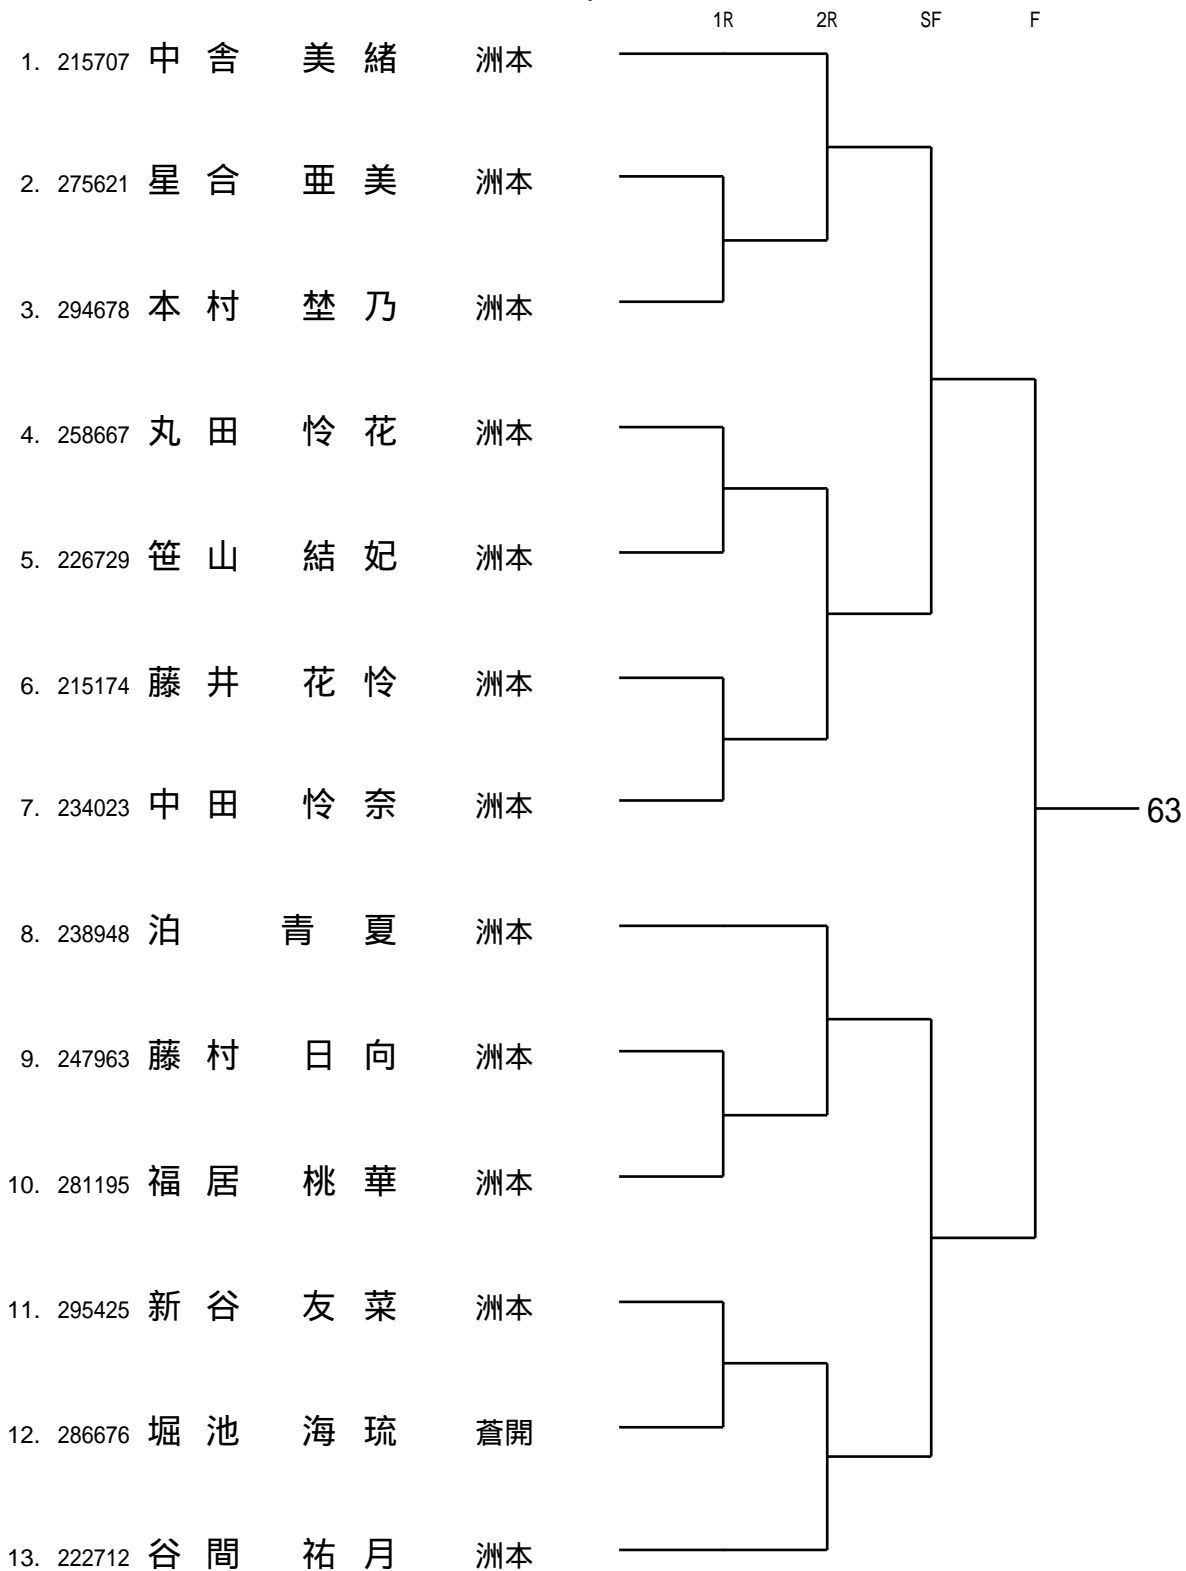 1R 2R SF F
1. 215707 中舎 美緒 洲本
2. 275621 星合 亜美 洲本
3. 294678 本村 埜乃 洲本
4. 258667 丸田 怜花 洲本
5. 226729 笹山 結妃 洲本
6. 215174 藤井 花怜 洲本
7. 234023 中田 怜奈 洲本
63
8. 238948 泊 青夏 洲本
9. 247963 藤村 日向 洲本
10. 281195 福居 桃華 洲本
11. 295425 新谷 友菜 洲本
12. 286676 堀池 海琉 蒼開
13. 222712 谷間 祐月 洲本